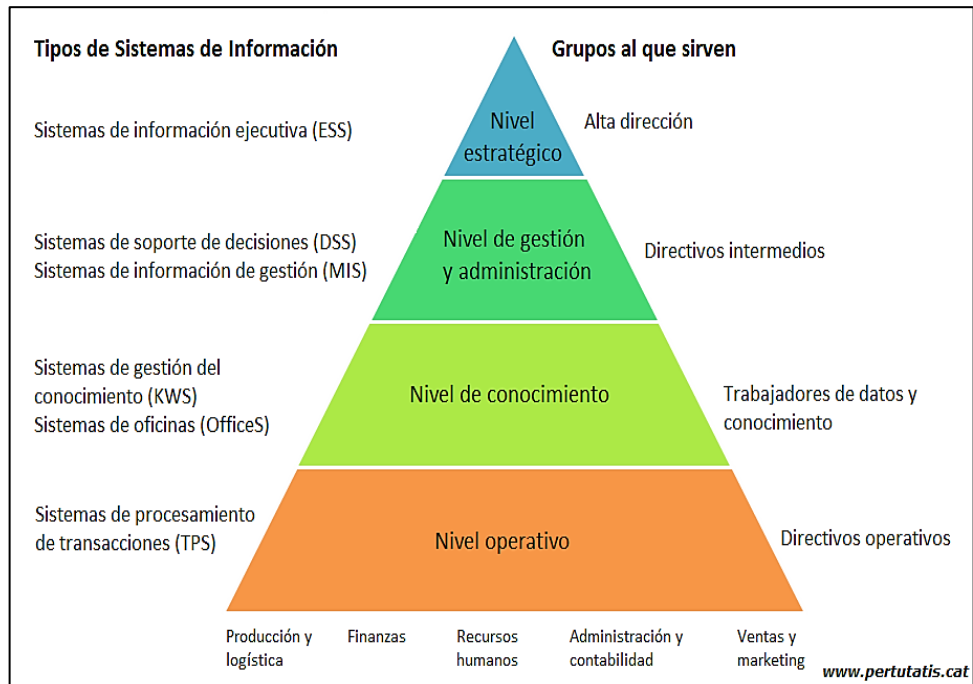 Tipos de Sistemas de Información
Grupos al que sirven
Sistemas de información ejecutiva (ESS)
Nivel
estratégico
Alta dirección
Sistemas de soporte de decisiones (DSS)
Sistemas de información de gestión (MIS)
Nivel de gestión
y administración
Directivos intermedios
Sistemas de gestión del
conocimiento (KWS)
Sistemas de oficinas (OfficeS)
Nivel de conocimiento
Trabajadores de datos y
conocimiento
Sistemas de procesamiento
de transacciones (TPS)
Nivel operativo
Directivos operativos
Producción y
logística
Finanzas
Recursos
humanos
Administración y
contabilidad
Ventas y
marketing
www.pertutatis.cat